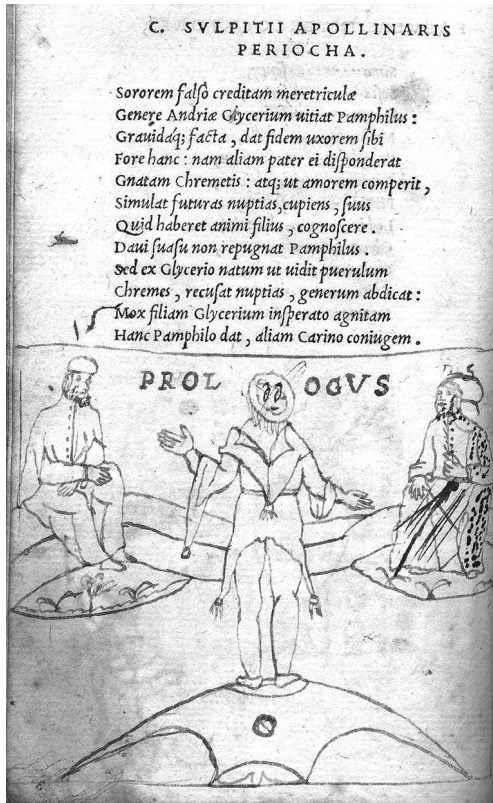 C. SVLPITII APOLLINARIS
PERIOCHA.
Sororem falsò creditam meretriculæ
Genere Andriæ Glycerium uitiat Pamphilus:
Grauidáq; facta, dat fidem uxorem sibi
Fore hanc: nam aliam pater ei disponderat
Gnatam Chremetis: atq; ut amorem comperit,
Simulat futuras nuptias, cupiens, suus
Quid haberet animi filius, cognoscere.
Daui suasu non repugnat Pamphilus.
Sed ex Glycerio natum ut uidit puerulum
Chremes, recusat nuptias, generum abdicat:
Mox filiam Glycerium insperato agnitam
Hanc Pamphilo dat, aliam Carino coniugem.
PROLOGVS